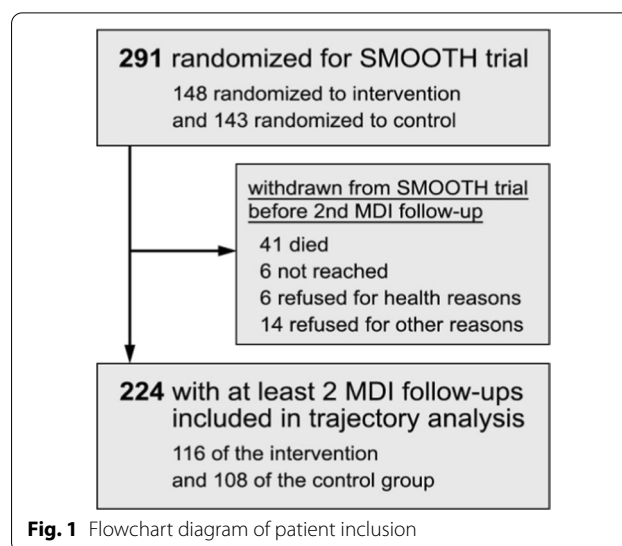 291 randomized for SMOOTH trial
148 randomized to intervention
and 143 randomized to control
withdrawn from SMOOTH trial
before 2nd MDI follow-up
41 died
6 not reached
6 refused for health reasons
14 refused for other reasons
224 with at least 2 MDI follow-ups
included in trajectory analysis
116 of the intervention
and 108 of the control group
Fig. 1 Flowchart diagram of patient inclusion